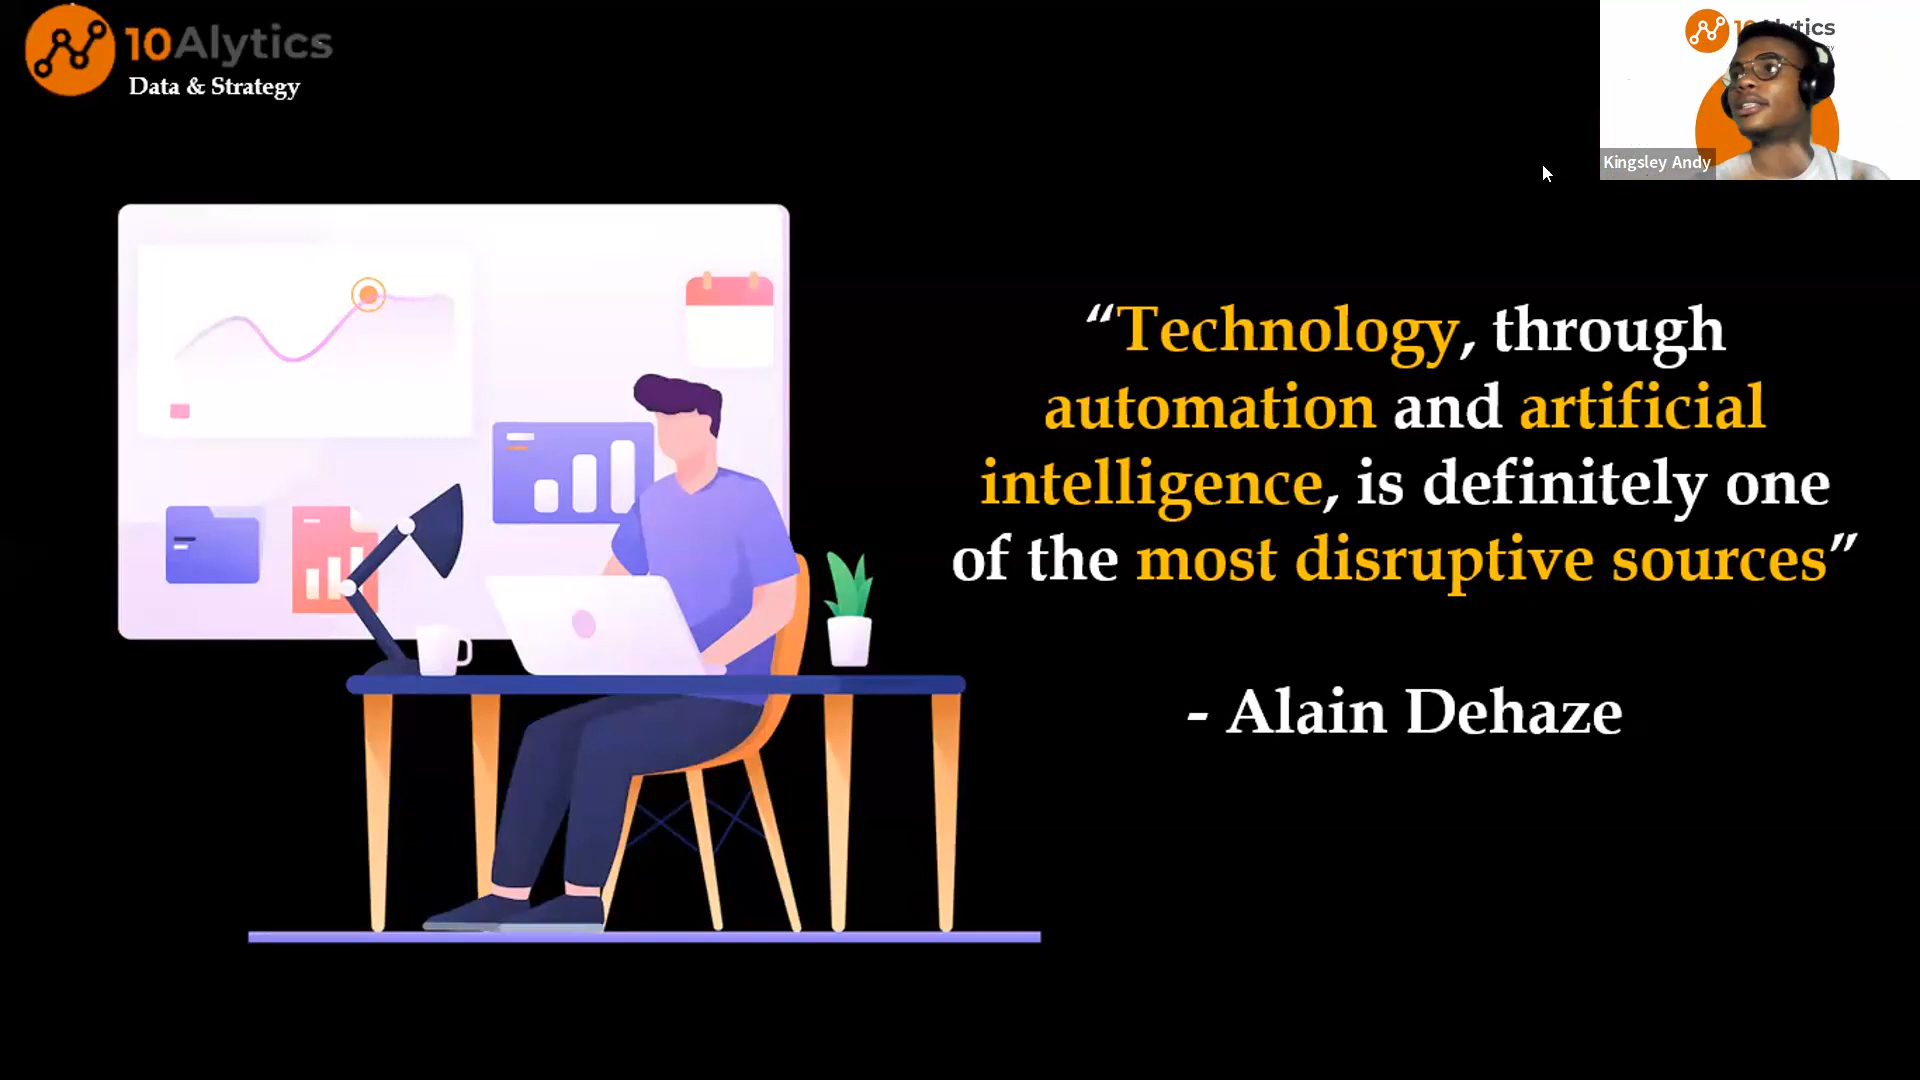 10Alytics
Data & Strategy
Kingsley Andy
“Technology, through
automation and artificial
intelligence, is definitely one
of the most disruptive sources”
- Alain Dehaze